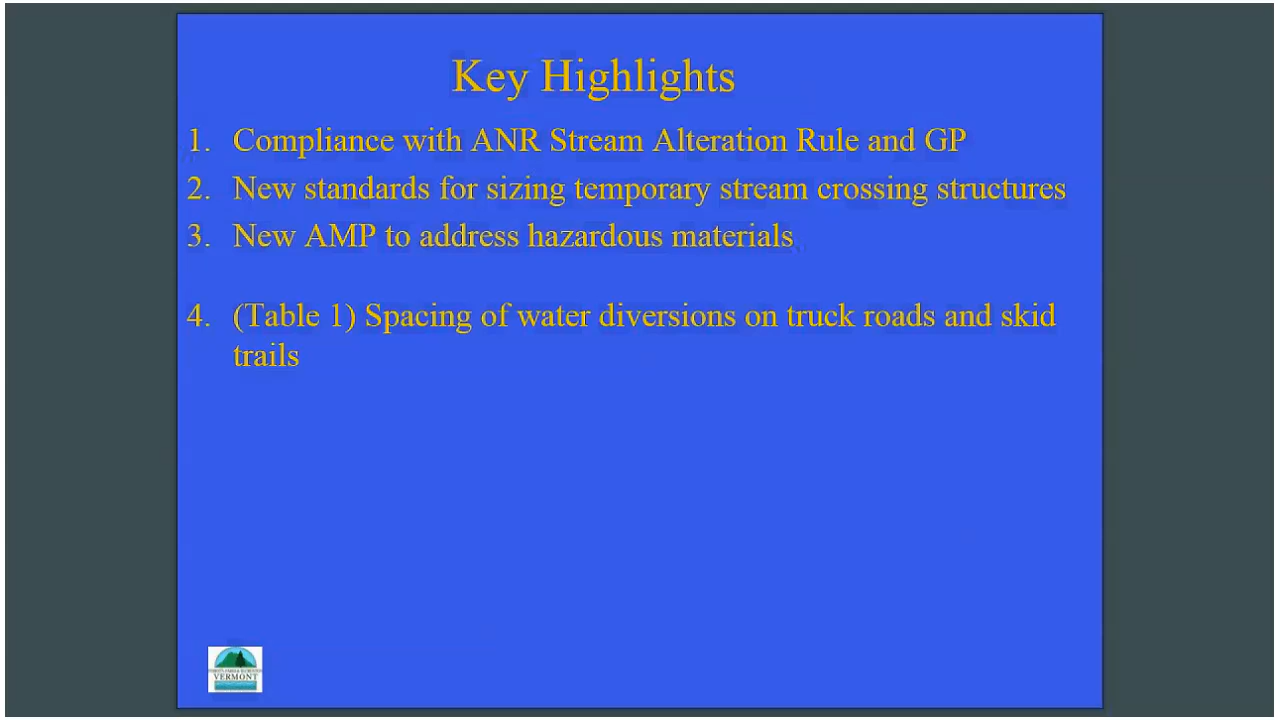 Key Highlights
1. Compliance with ANR Stream Alteration Rule and GP
2. New standards for sizing temporary stream crossing structures
3. New AMP to address hazardous materials
4. (Table 1) Spacing of water diversions on truck roads and skid
trails
VERMONT